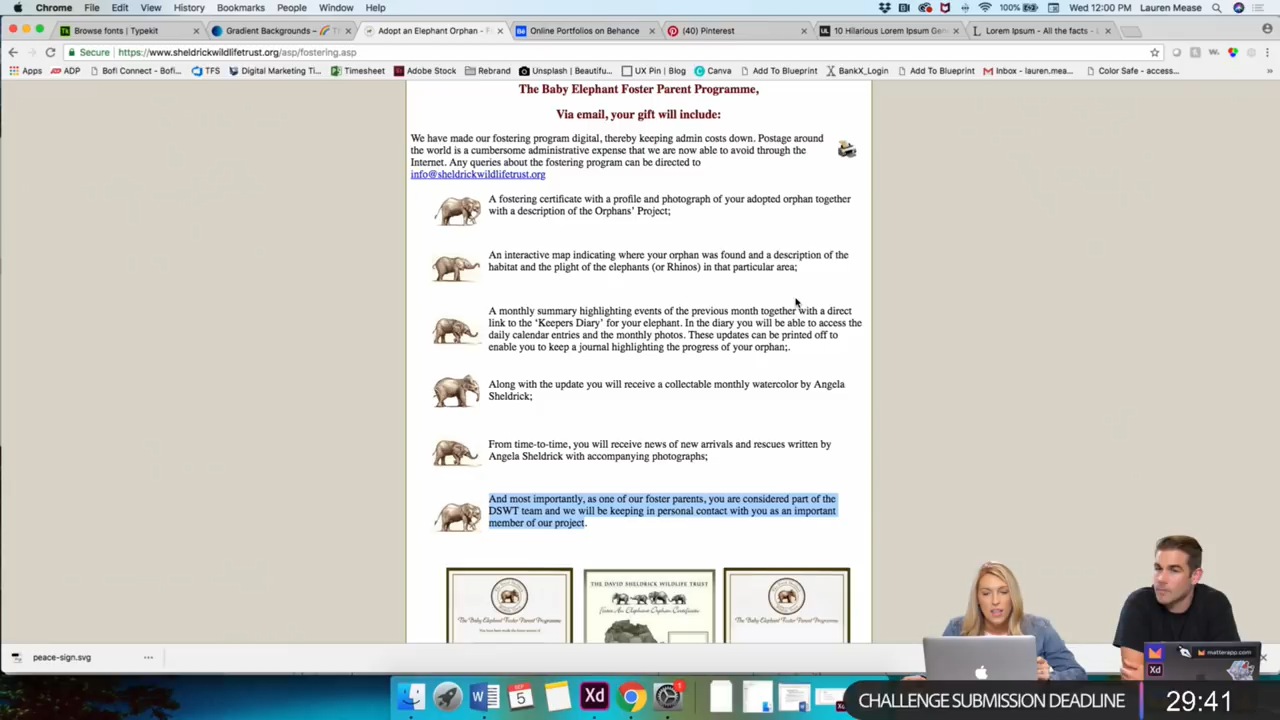 Chrome File Edit View History Bookmarks People Window Help 100% Wed 12:00 PM Lauren Mease
Browse fonts | Typekit Gradient Backgrounds – Adopt an Elephant Orphan - Online Portfolios on Behance (40) Pinterest 10 Hilarious Lorem Ipsum Gen Lorem Ipsum - All the facts -
Secure https://www.sheldrickwildlifetrust.org/asp/fostering.asp
Apps ADP Bofi Connect - Bofi... TFS Digital Marketing Ti... Timesheet Adobe Stock Rebrand Unsplash | Beautifu... UX Pin | Blog Canva Add To Blueprint BankX_Login Add To Blueprint Inbox - lauren.mea... Color Safe - access...
The Baby Elephant Foster Parent Programme,
Via email, your gift will include:
We have made our fostering program digital, thereby keeping admin costs down. Postage around
the world is a cumbersome administrative expense that we are now able to avoid through the
Internet. Any queries about the fostering program can be directed to
info@sheldrickwildlifetrust.org
A fostering certificate with a profile and photograph of your adopted orphan together
with a description of the Orphans' Project;
An interactive map indicating where your orphan was found and a description of the
habitat and the plight of the elephants (or Rhinos) in that particular area;
A monthly summary highlighting events of the previous month together with a direct
link to the 'Keepers Diary' for your elephant. In the diary you will be able to access the
daily calendar entries and the monthly photos. These updates can be printed off to
enable you to keep a journal highlighting the progress of your orphan;.
Along with the update you will receive a collectable monthly watercolor by Angela
Sheldrick;
From time-to-time, you will receive news of new arrivals and rescues written by
Angela Sheldrick with accompanying photographs;
And most importantly, as one of our foster parents, you are considered part of the
DSWT team and we will be keeping in personal contact with you as an important
member of our project.
THE DAVID SHELDRICK WILDLIFE TRUST
The Baby Elephant Foster Parent Programme
The Baby Elephant Foster Parent Programme
peace-sign.svg
matterapp.com
Xd
SEP
5
Xd
1
CHALLENGE SUBMISSION DEADLINE 29:41